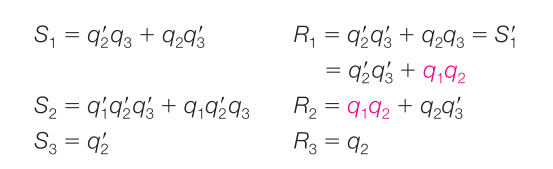 S₁ = q₂′q₃ + q₂q₃′ R₁ = q₂′q₃′ + q₂q₃ = S₁′
= q₂′q₃′ + q₁q₂
S₂ = q₁′q₂′q₃′ + q₁q₂′q₃ R₂ = q₁q₂ + q₂q₃′
S₃ = q₂′ R₃ = q₂